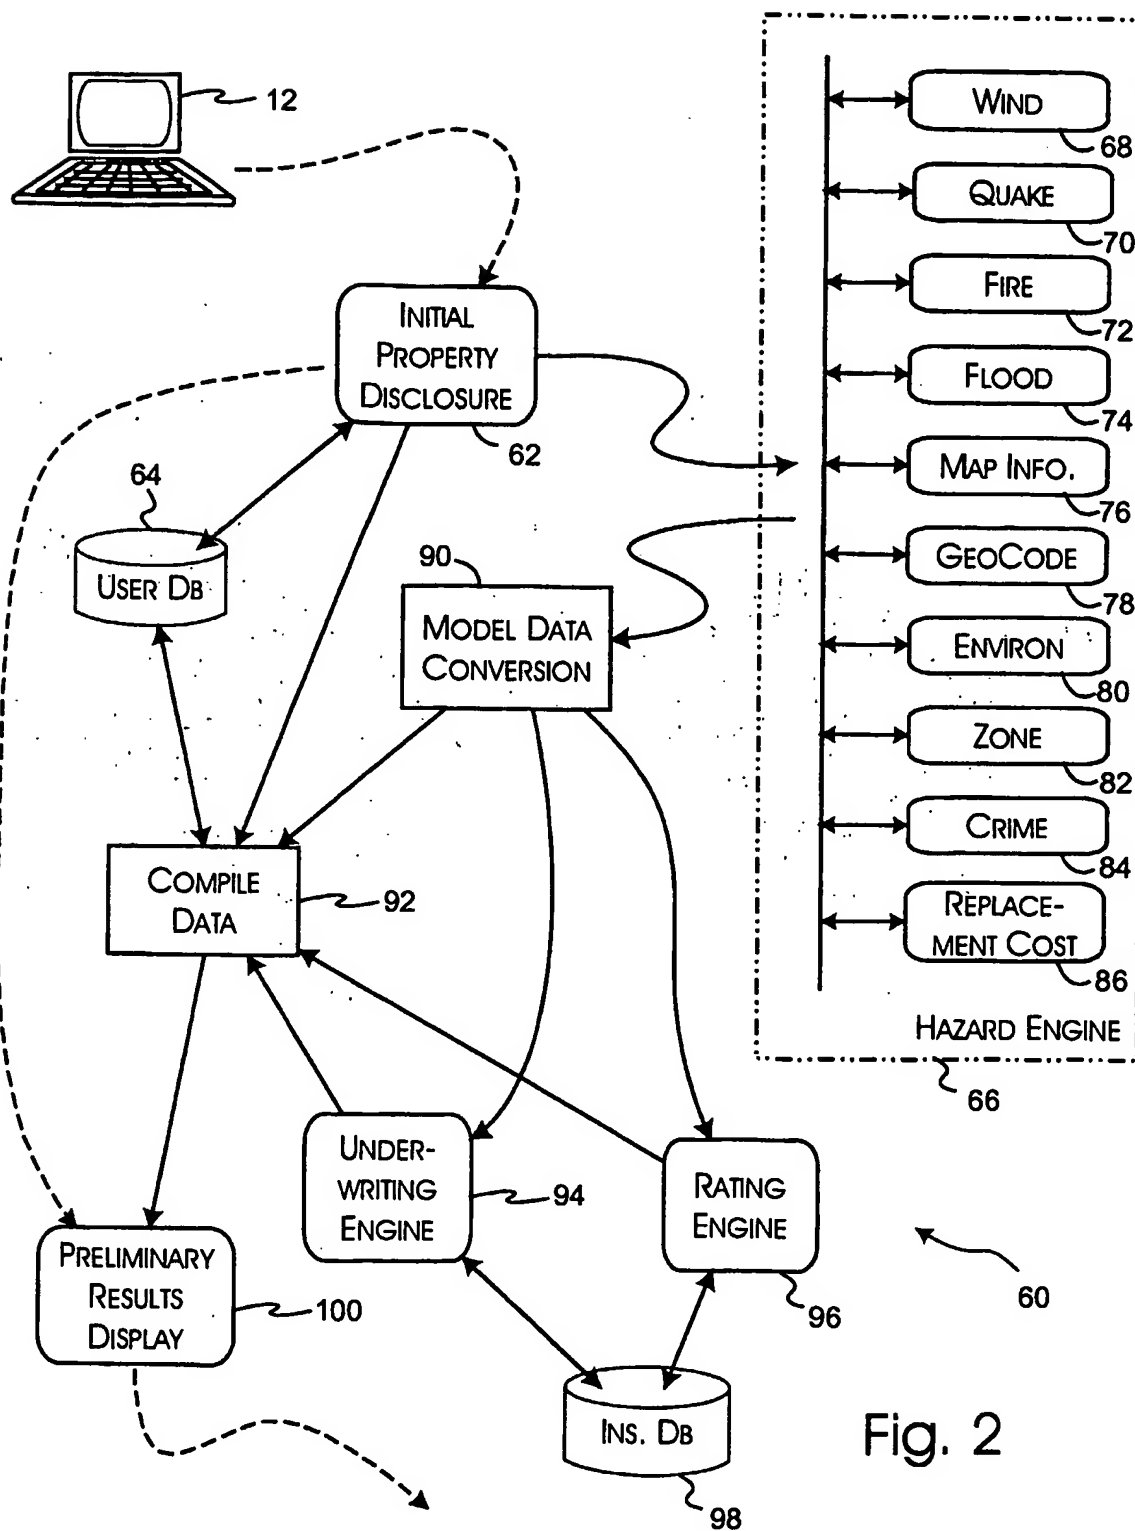 12
WIND
68
QUAKE
70
FIRE
72
FLOOD
74
MAP INFO.
76
GEOCODE
78
ENVIRON
80
ZONE
82
CRIME
84
REPLACE-
MENT COST
86
HAZARD ENGINE
66
INITIAL
PROPERTY
DISCLOSURE
62
64
USER DB
90
MODEL DATA
CONVERSION
COMPILE
DATA
92
UNDER-
WRITING
ENGINE
94
RATING
ENGINE
96
60
PRELIMINARY
RESULTS
DISPLAY
100
INS. DB
98
Fig. 2